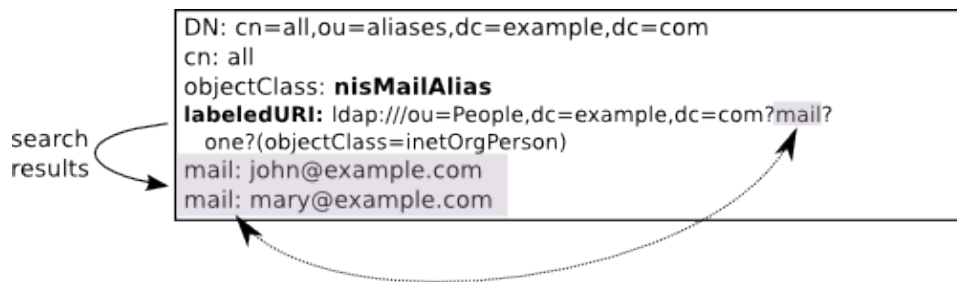 DN: cn=all,ou=aliases,dc=example,dc=com
cn: all
objectClass: nisMailAlias
labeledURI: ldap:///ou=People,dc=example,dc=com?mail?
one?(objectClass=inetOrgPerson)
mail: john@example.com
mail: mary@example.com
search
results